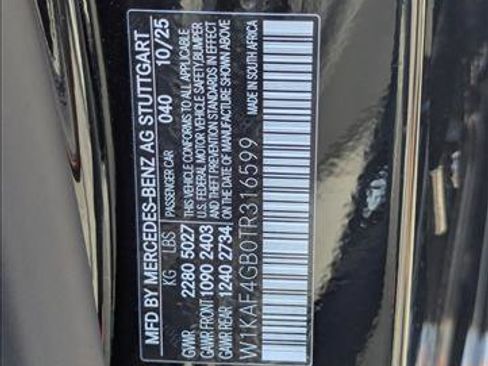 MFD BY MERCEDES-BENZ AG STUTTGART
KG LBS PASSENGER CAR 040 10/25
GVWR 2280 5027 THIS VEHICLE CONFORMS TO ALL APPLICABLE
GAWR FRONT 1090 2403 U.S. FEDERAL MOTOR VEHICLE SAFETY,BUMPER
GAWR REAR 1240 2734 AND THEFT PREVENTION STANDARDS IN EFFECT
ON THE DATE OF MANUFACTURE SHOWN ABOVE
W1KAF4GB0TR316599 MADE IN SOUTH AFRICA